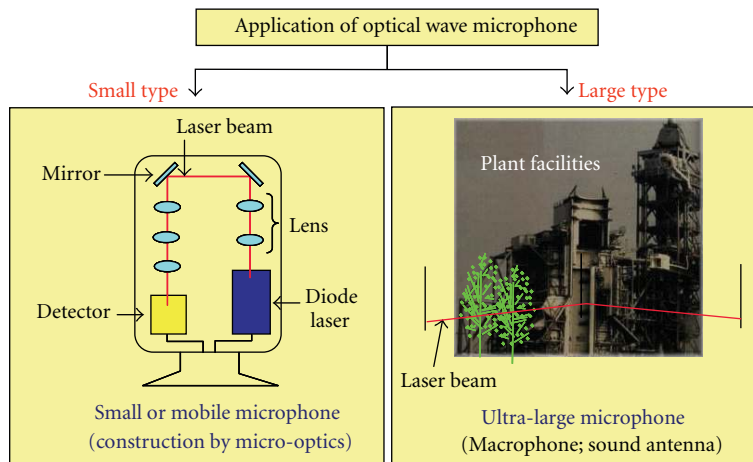 Application of optical wave microphone
Small type
Large type
Laser beam
Mirror
Lens
Detector
Diode
laser
Small or mobile microphone
(construction by micro-optics)
Plant facilities
Laser beam
Ultra-large microphone
(Macrophone; sound antenna)